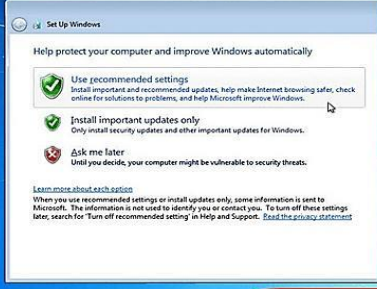 Set Up Windows
Help protect your computer and improve Windows automatically
Use recommended settings
Install important and recommended updates, help make Internet browsing safer, check
online for solutions to problems, and help Microsoft improve Windows.
Install important updates only
Only install security updates and other important updates for Windows.
Ask me later
Until you decide, your computer might be vulnerable to security threats.
Learn more about each option
When you use recommended settings or install updates only, some information is sent to
Microsoft. The information is not used to identify you or contact you. To turn off these settings
later, search for "Turn off recommended setting" in Help and Support. Read the privacy statement